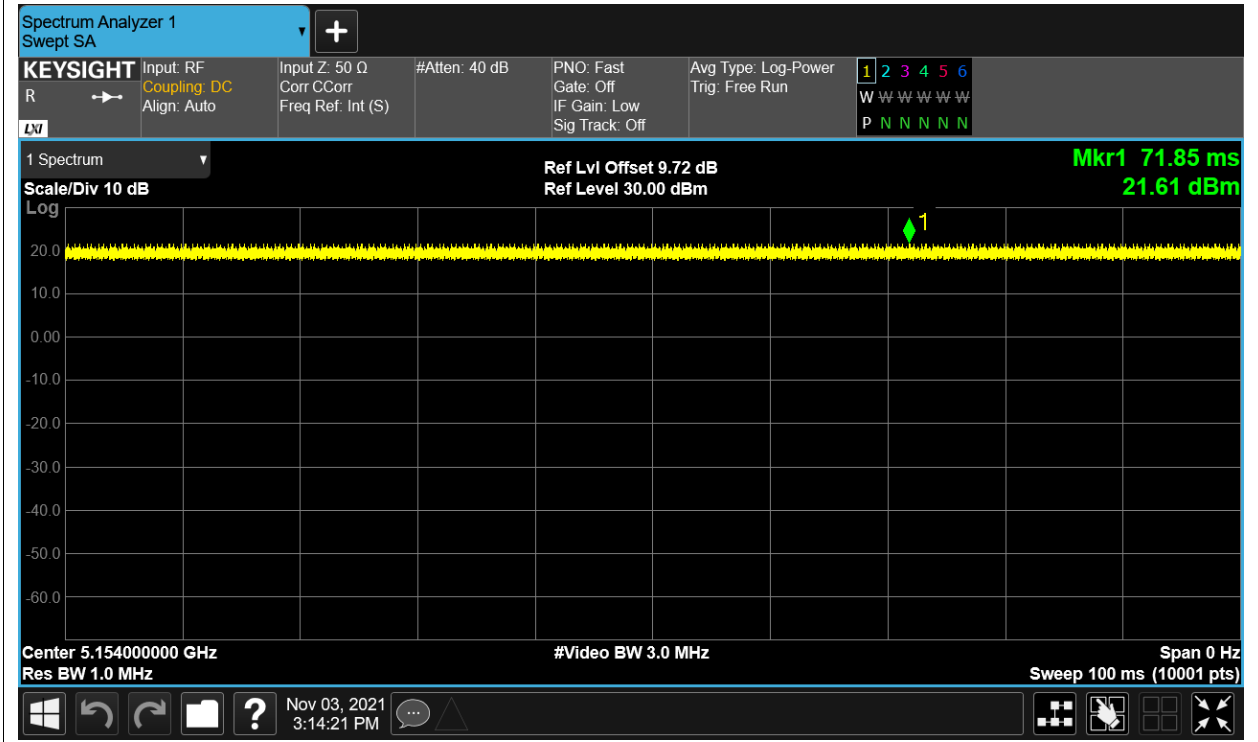 Spectrum Analyzer 1
Swept SA
+
KEYSIGHT
R
LXI
Input: RF
Coupling: DC
Align: Auto
Input Z: 50 Ω
Corr CCorr
Freq Ref: Int (S)
#Atten: 40 dB
PNO: Fast
Gate: Off
IF Gain: Low
Sig Track: Off
Avg Type: Log-Power
Trig: Free Run
1 2 3 4 5 6
W W W W W W
P N N N N N
1 Spectrum
Scale/Div 10 dB
Log
Ref Lvl Offset 9.72 dB
Ref Level 30.00 dBm
Mkr1 71.85 ms
21.61 dBm
1
20.0
10.0
0.00
-10.0
-20.0
-30.0
-40.0
-50.0
-60.0
Center 5.154000000 GHz
Res BW 1.0 MHz
#Video BW 3.0 MHz
Span 0 Hz
Sweep 100 ms (10001 pts)
?
Nov 03, 2021
3:14:21 PM